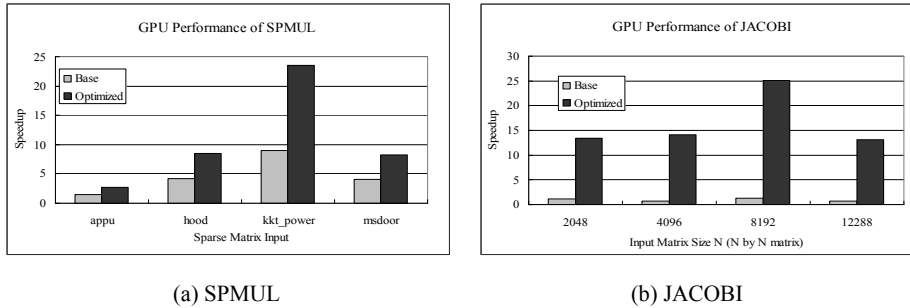 GPU Performance of SPMUL
25
20
15
10
5
0
Speedup
Base
Optimized
appu hood kkt_power msdoor
Sparse Matrix Input
(a) SPMUL
GPU Performance of JACOBI
30
25
20
15
10
5
0
Speedup
Base
Optimized
2048 4096 8192 12288
Input Matrix Size N (N by N matrix)
(b) JACOBI